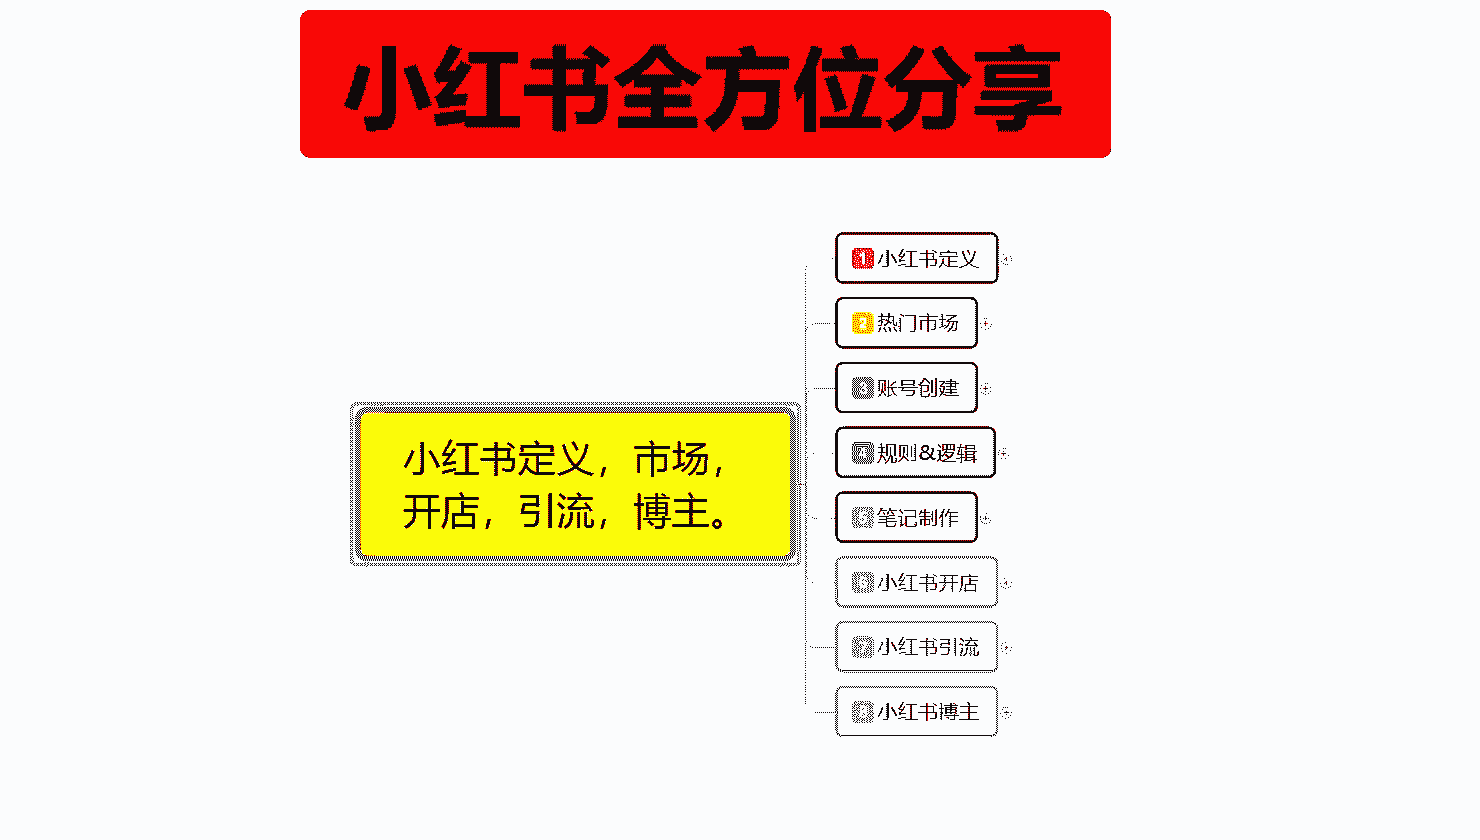 小红书全方位分享
小红书定义，市场，
开店，引流，博主。
1 小红书定义
2 热门市场
3 账号创建
4 规则&逻辑
5 笔记制作
6 小红书开店
7 小红书引流
8 小红书博主